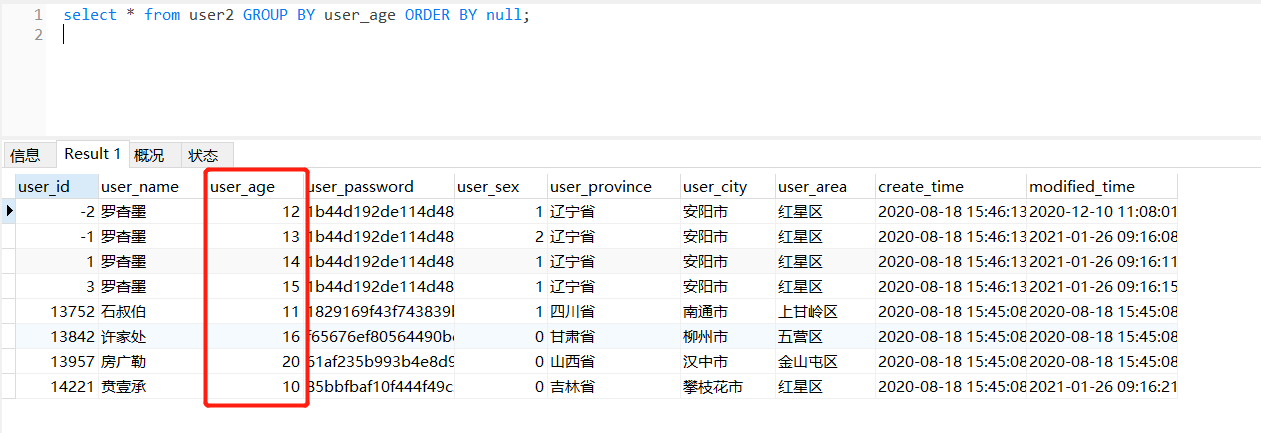 1 select * from user2 GROUP BY user_age ORDER BY null;
2
信息 Result 1 概况 状态
user_id user_name user_age user_password user_sex user_province user_city user_area create_time modified_time
-2 罗杳墨 12 1b44d192de114d48 1 辽宁省 安阳市 红星区 2020-08-18 15:46:13 2020-12-10 11:08:01
-1 罗杳墨 13 1b44d192de114d48 2 辽宁省 安阳市 红星区 2020-08-18 15:46:13 2021-01-26 09:16:08
1 罗杳墨 14 1b44d192de114d48 1 辽宁省 安阳市 红星区 2020-08-18 15:46:13 2021-01-26 09:16:11
3 罗杳墨 15 1b44d192de114d48 1 辽宁省 安阳市 红星区 2020-08-18 15:46:13 2021-01-26 09:16:15
13752 石叔伯 11 1829169f43f743839 1 四川省 南通市 上甘岭区 2020-08-18 15:45:08 2020-08-18 15:45:08
13842 许家处 16 f65676ef80564490b 0 甘肃省 柳州市 五营区 2020-08-18 15:45:08 2020-08-18 15:45:08
13957 房广勒 20 61af235b993b4e8d9 0 山西省 汉中市 金山屯区 2020-08-18 15:45:08 2020-08-18 15:45:08
14221 贲壹承 10 35bbfbaf10f444f49c 0 吉林省 攀枝花市 红星区 2020-08-18 15:45:08 2021-01-26 09:16:21